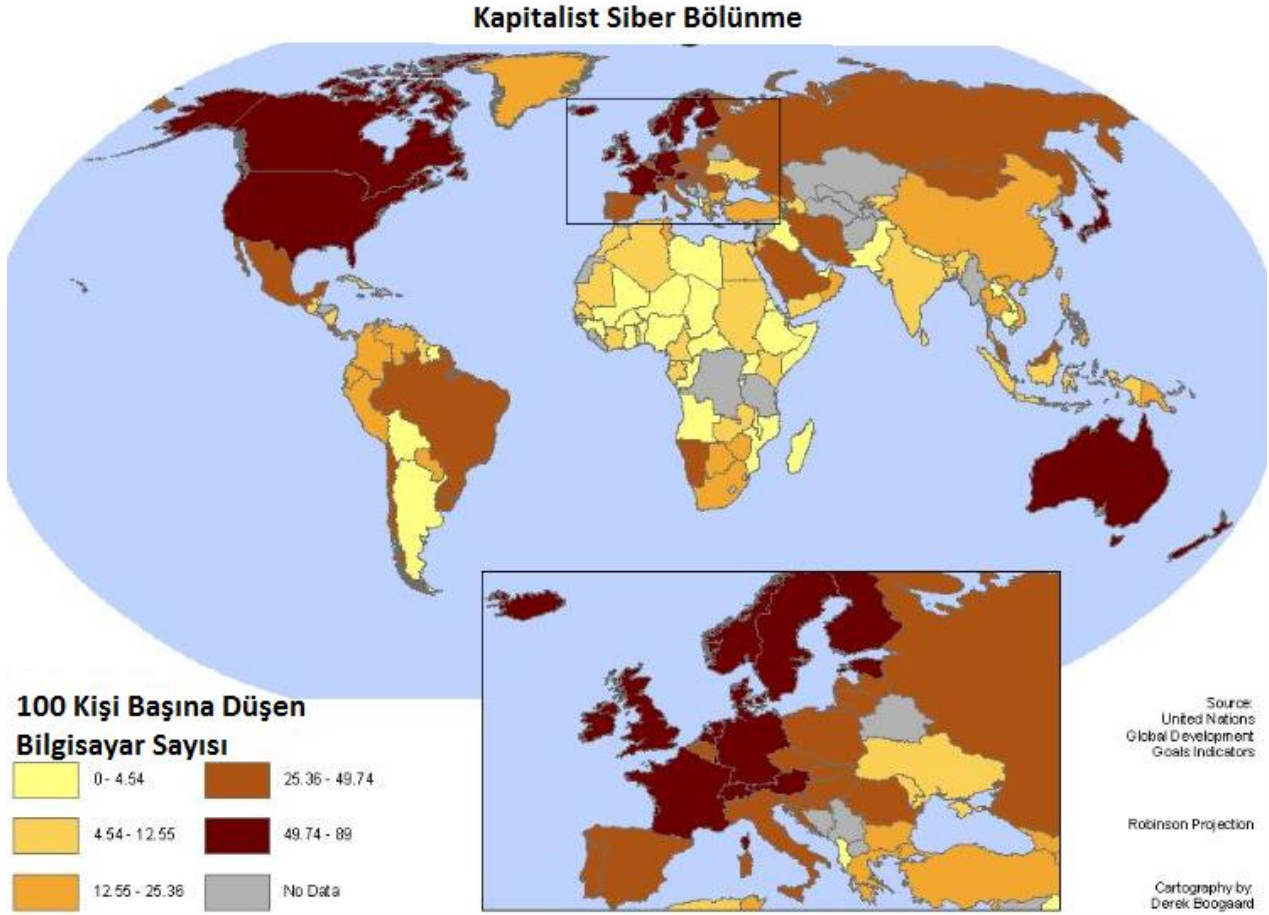 Kapitalist Siber Bölünme
100 Kişi Başına Düşen
Bilgisayar Sayısı
0 - 4.54
4.54 - 12.55
12.55 - 25.36
25.36 - 49.74
49.74 - 89
No Data
Source:
United Nations
Global Development
Goals Indicators
Robinson Projection
Cartography by:
Derek Boogaard